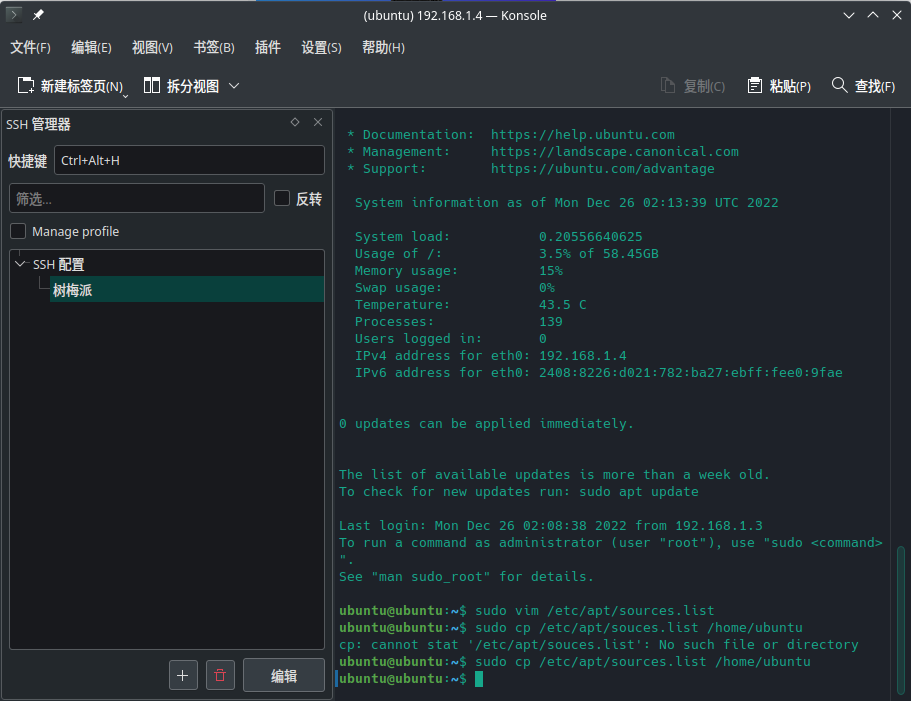 (ubuntu) 192.168.1.4 — Konsole
文件(F) 编辑(E) 视图(V) 书签(B) 插件 设置(S) 帮助(H)
新建标签页(N) 拆分视图 复制(C) 粘贴(P) 查找(F)
SSH 管理器
快捷键 Ctrl+Alt+H
筛选... 反转
Manage profile
SSH 配置
树梅派
编辑
* Documentation:  https://help.ubuntu.com
* Management:     https://landscape.canonical.com
* Support:        https://ubuntu.com/advantage
System information as of Mon Dec 26 02:13:39 UTC 2022
System load:           0.20556640625
Usage of /:            3.5% of 58.45GB
Memory usage:          15%
Swap usage:            0%
Temperature:           43.5 C
Processes:             139
Users logged in:       0
IPv4 address for eth0: 192.168.1.4
IPv6 address for eth0: 2408:8226:d021:782:ba27:ebff:fee0:9fae
0 updates can be applied immediately.
The list of available updates is more than a week old.
To check for new updates run: sudo apt update
Last login: Mon Dec 26 02:08:38 2022 from 192.168.1.3
To run a command as administrator (user "root"), use "sudo <command>
".
See "man sudo_root" for details.
ubuntu@ubuntu:~$ sudo vim /etc/apt/sources.list
ubuntu@ubuntu:~$ sudo cp /etc/apt/souces.list /home/ubuntu
cp: cannot stat '/etc/apt/souces.list': No such file or directory
ubuntu@ubuntu:~$ sudo cp /etc/apt/sources.list /home/ubuntu
ubuntu@ubuntu:~$